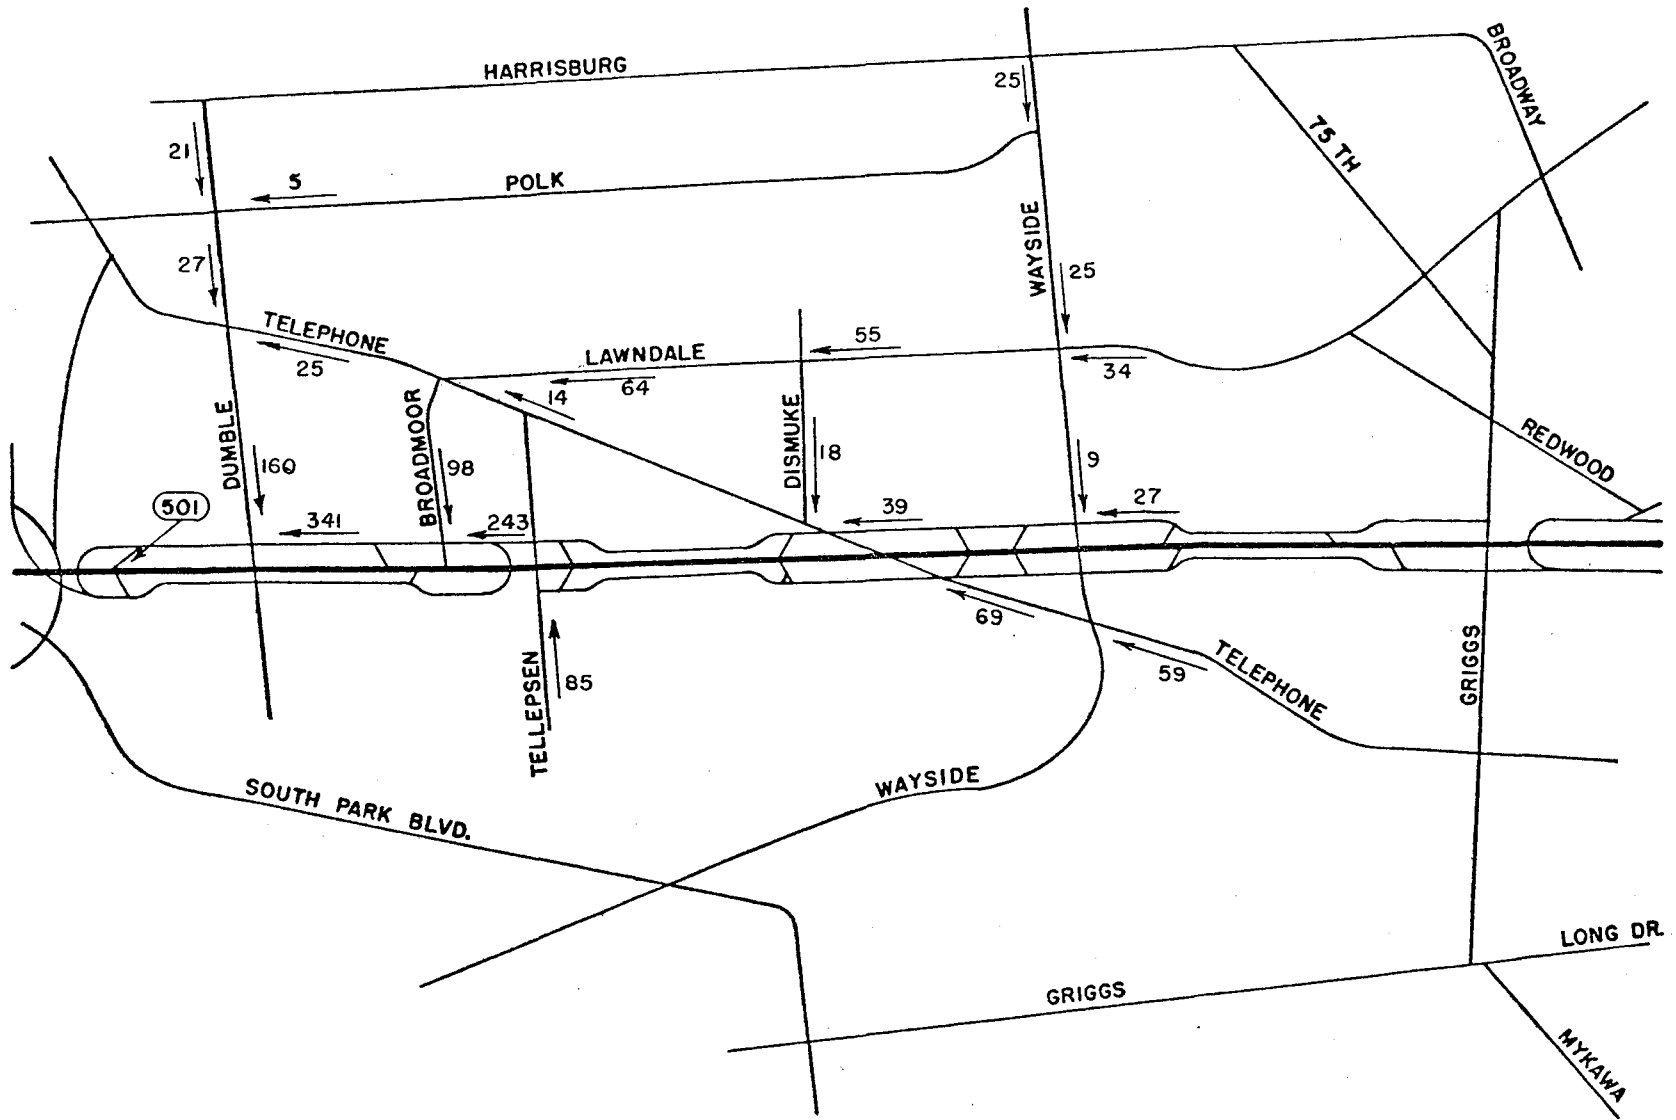 HARRISBURG
BROADWAY
25
75 TH
21
5
POLK
WAYSIDE
27
25
TELEPHONE
25
LAWNDALE
55
64
34
14
DUMBLE
BROADMOOR
DISMUKE
REDWOOD
160
98
18
9
501
341
243
39
27
69
TELLEPSEN
85
59
TELEPHONE
GRIGGS
SOUTH PARK BLVD.
WAYSIDE
LONG DR.
GRIGGS
MYKAWA